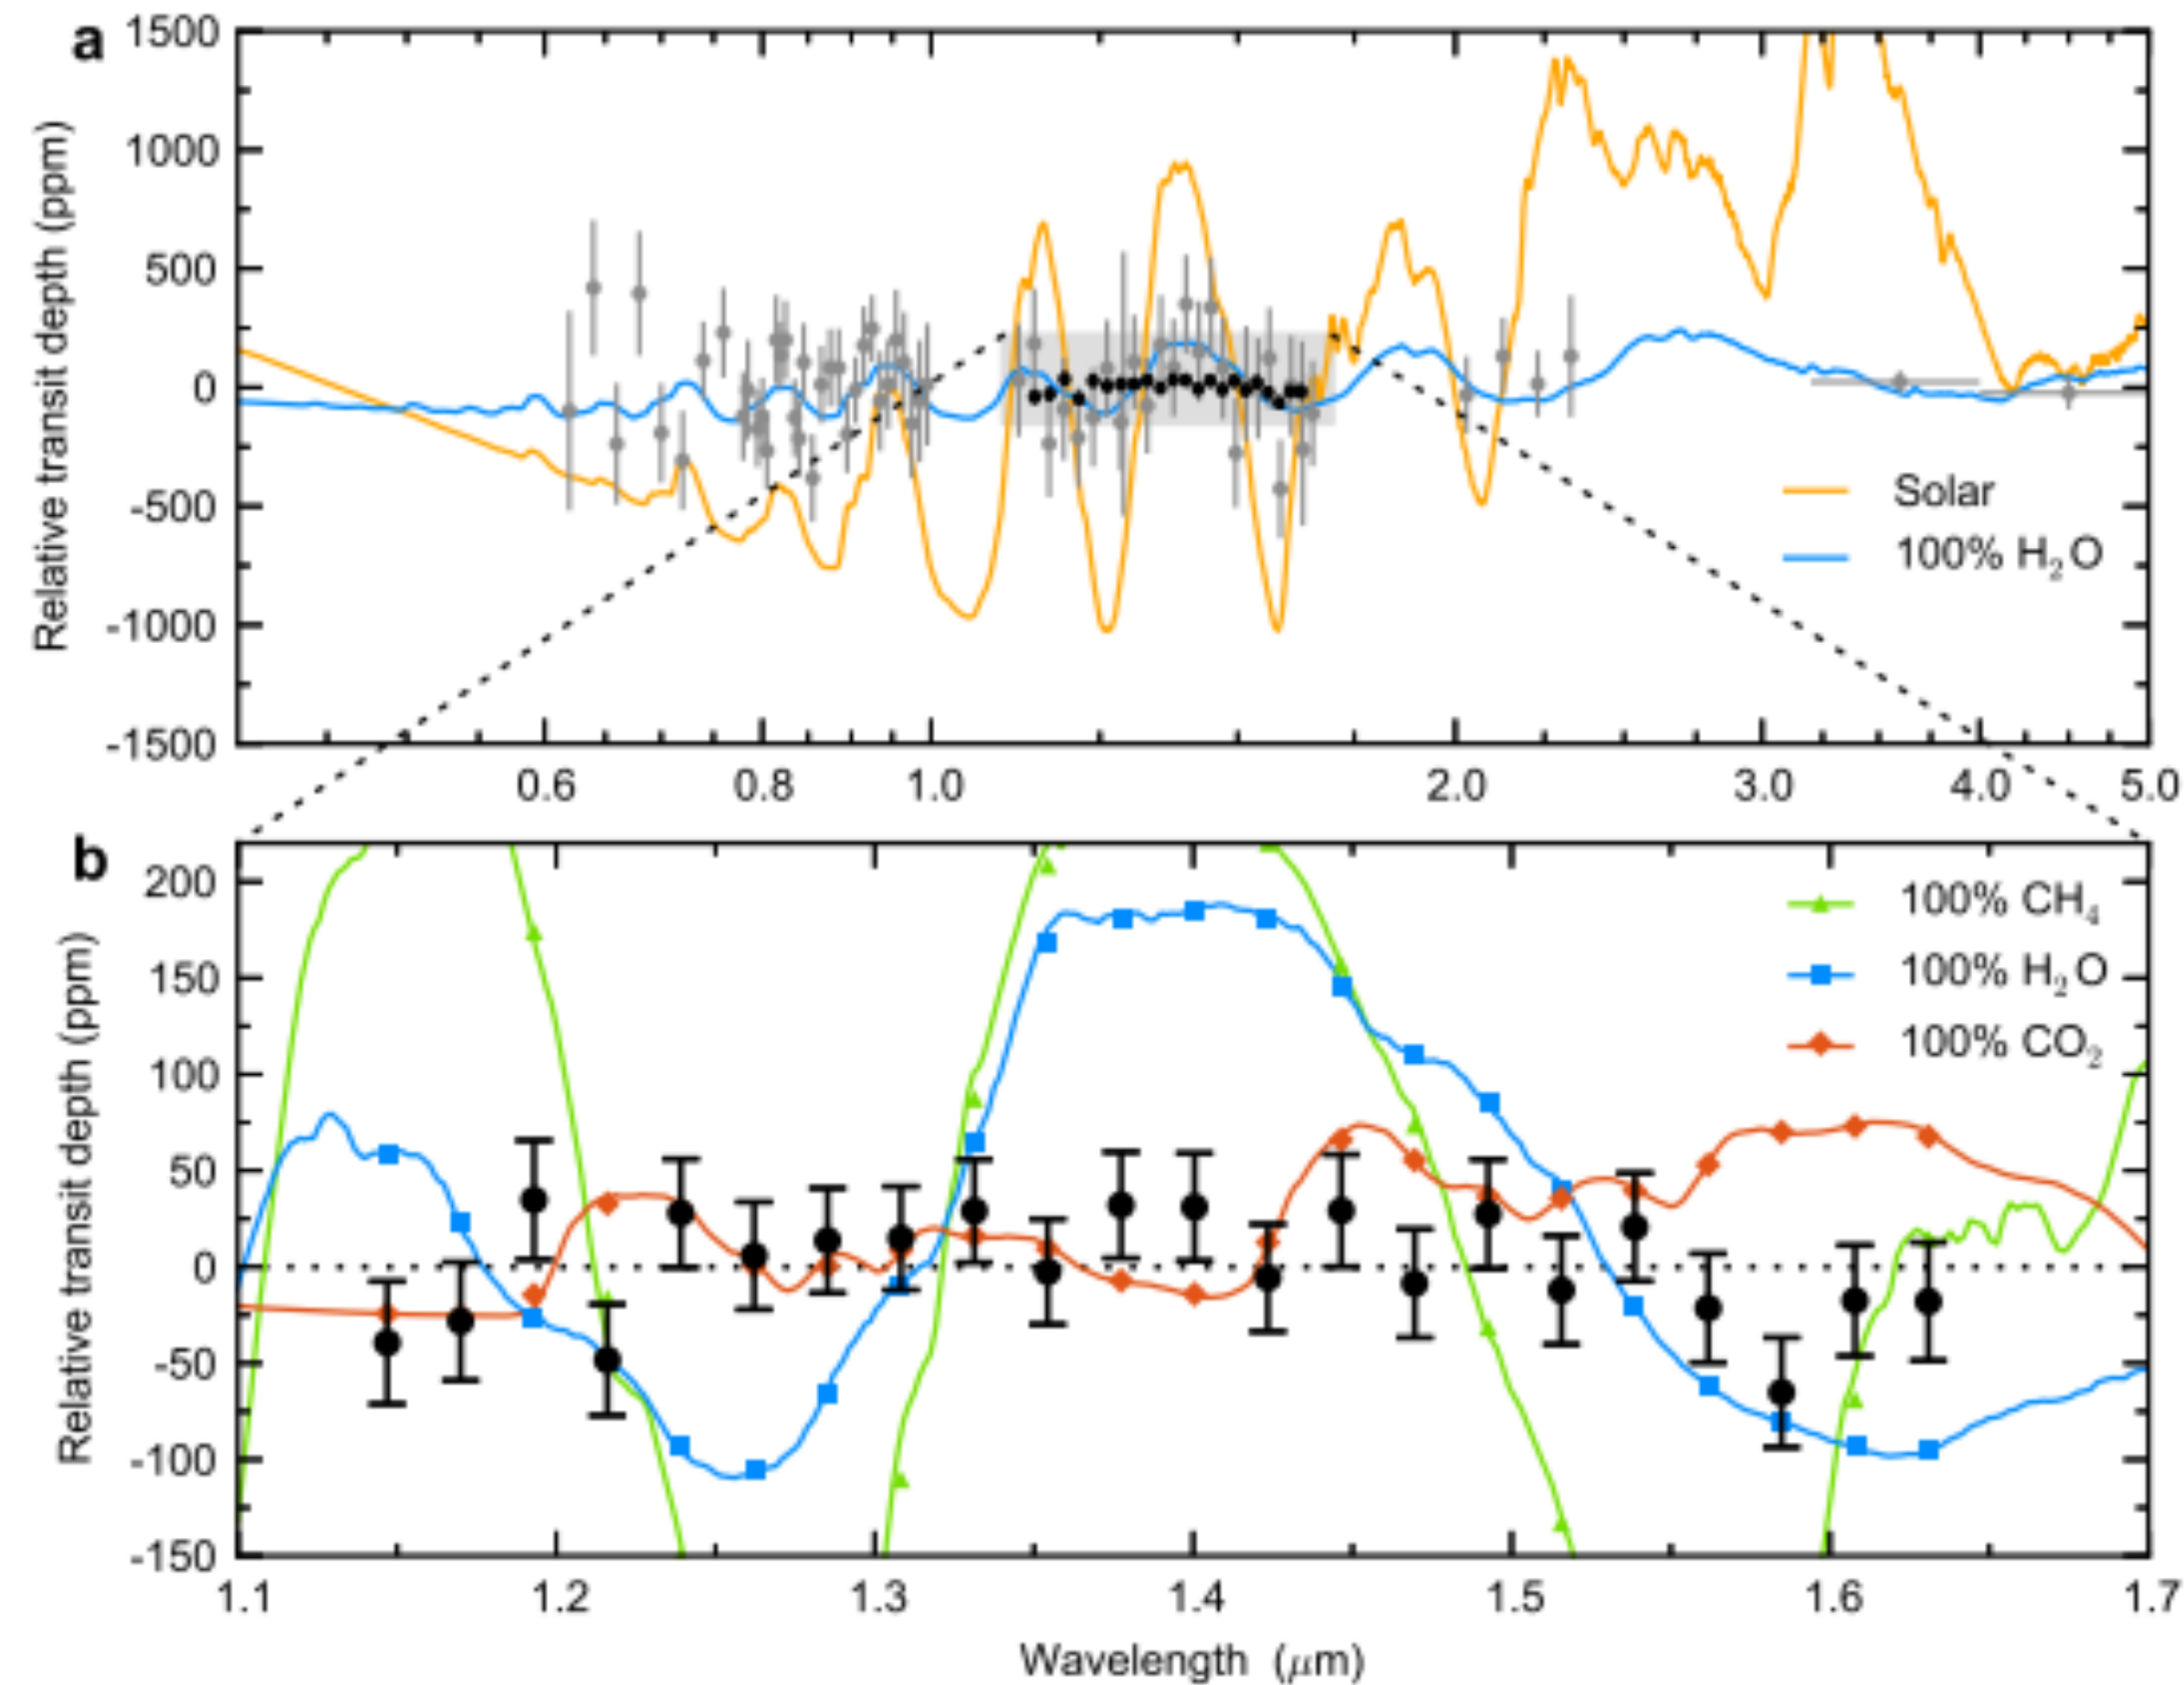 a
Relative transit depth (ppm)
1500
1000
500
0
-500
-1000
-1500
Solar
100% H₂O
0.6 0.8 1.0 2.0 3.0 4.0 5.0
b
Relative transit depth (ppm)
200
150
100
50
0
-50
-100
-150
100% CH₄
100% H₂O
100% CO₂
1.1 1.2 1.3 1.4 1.5 1.6 1.7
Wavelength (μm)